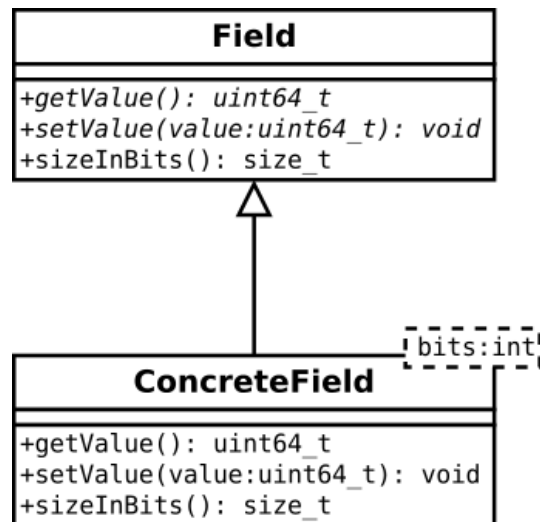 Field
+getValue(): uint64_t
+setValue(value:uint64_t): void
+sizeInBits(): size_t
bits:int
ConcreteField
+getValue(): uint64_t
+setValue(value:uint64_t): void
+sizeInBits(): size_t